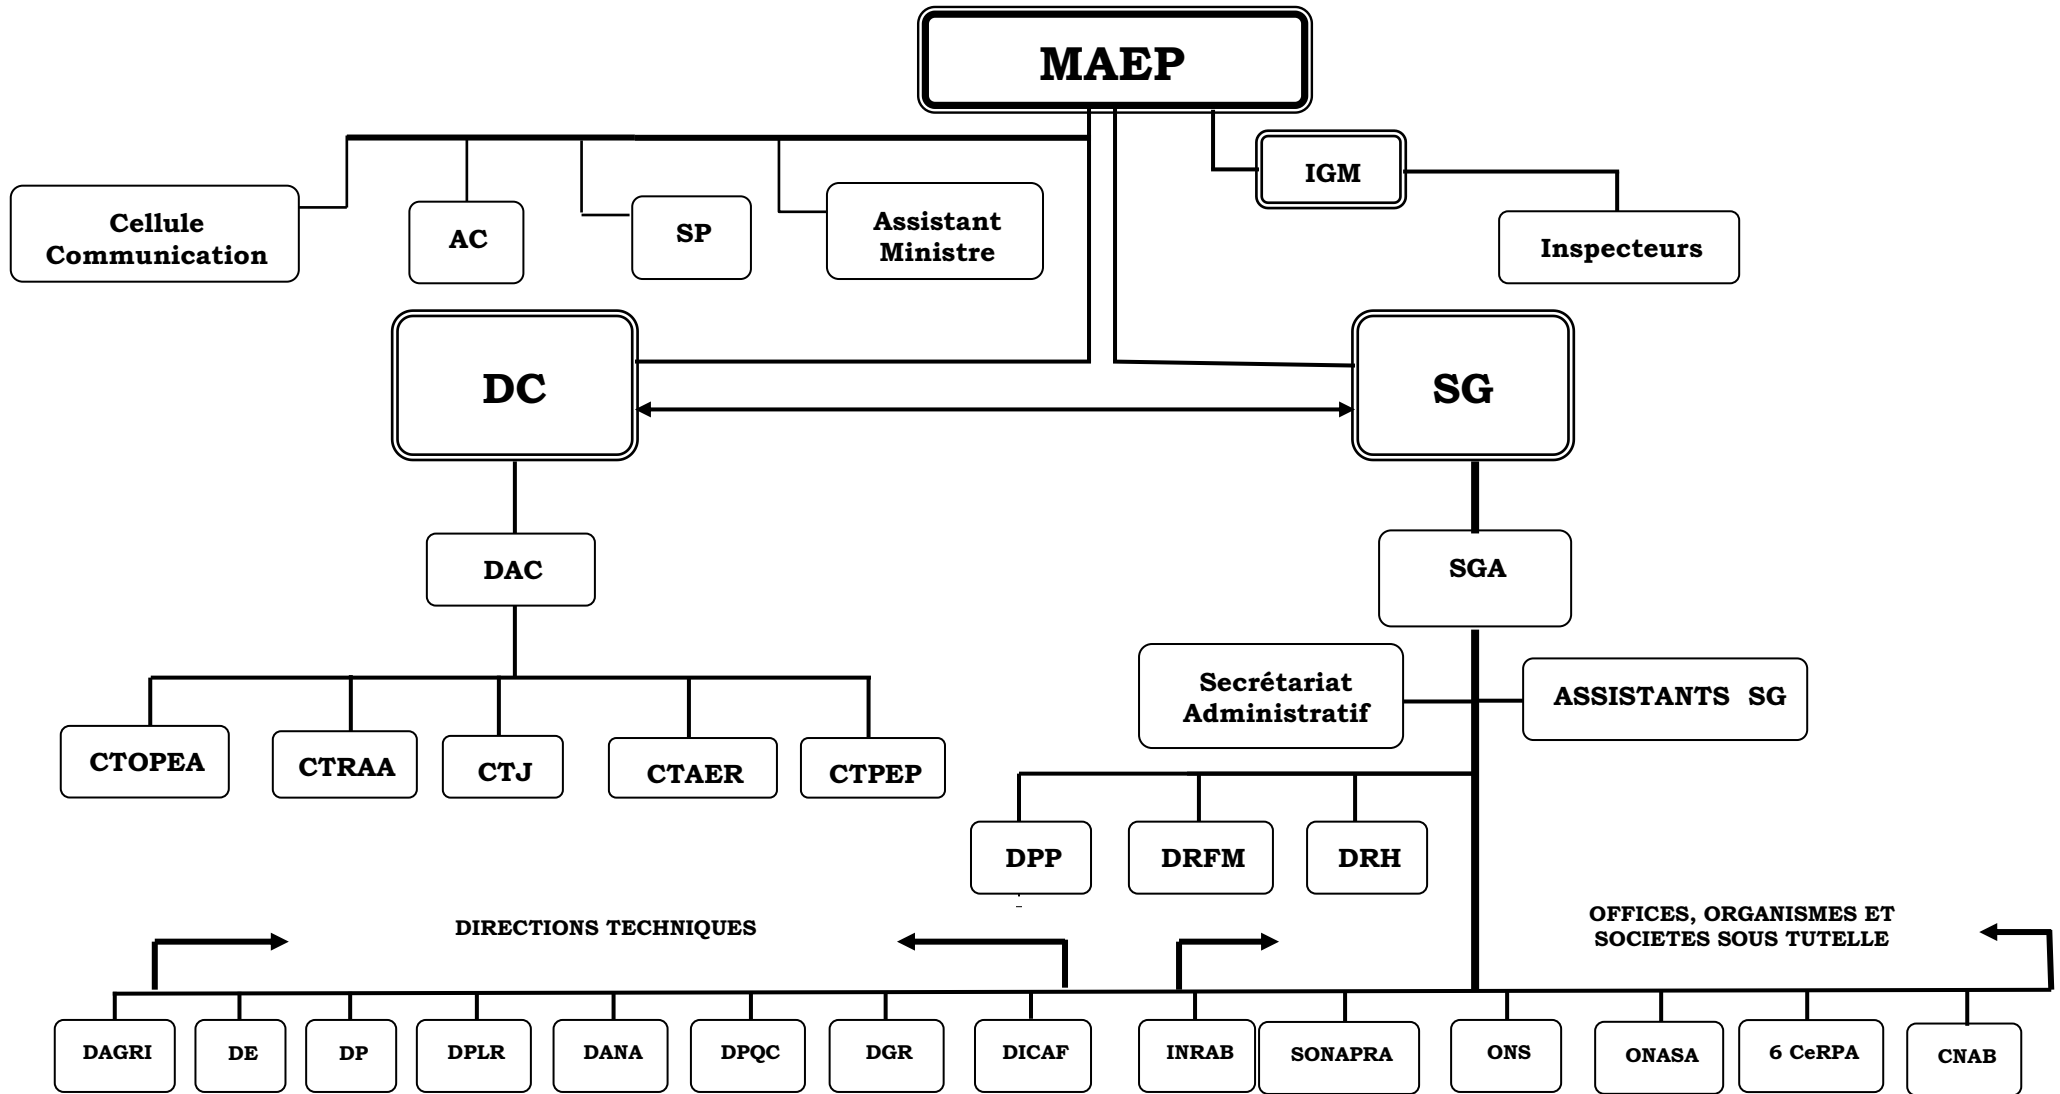 MAEP
IGM
Cellule
Communication
AC
SP
Assistant
Ministre
Inspecteurs
DC
SG
DAC
SGA
Secrétariat
Administratif
ASSISTANTS SG
CTOPEA
CTRAA
CTJ
CTAER
CTPEP
DPP
DRFM
DRH
DIRECTIONS TECHNIQUES
OFFICES, ORGANISMES ET
SOCIETES SOUS TUTELLE
DAGRI
DE
DP
DPLR
DANA
DPQC
DGR
DICAF
INRAB
SONAPRA
ONS
ONASA
6 CeRPA
CNAB